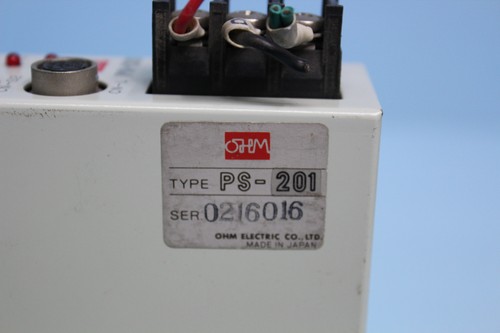 OHM
TYPE PS-201
SER. 0216016
OHM ELECTRIC CO., LTD.
MADE IN JAPAN